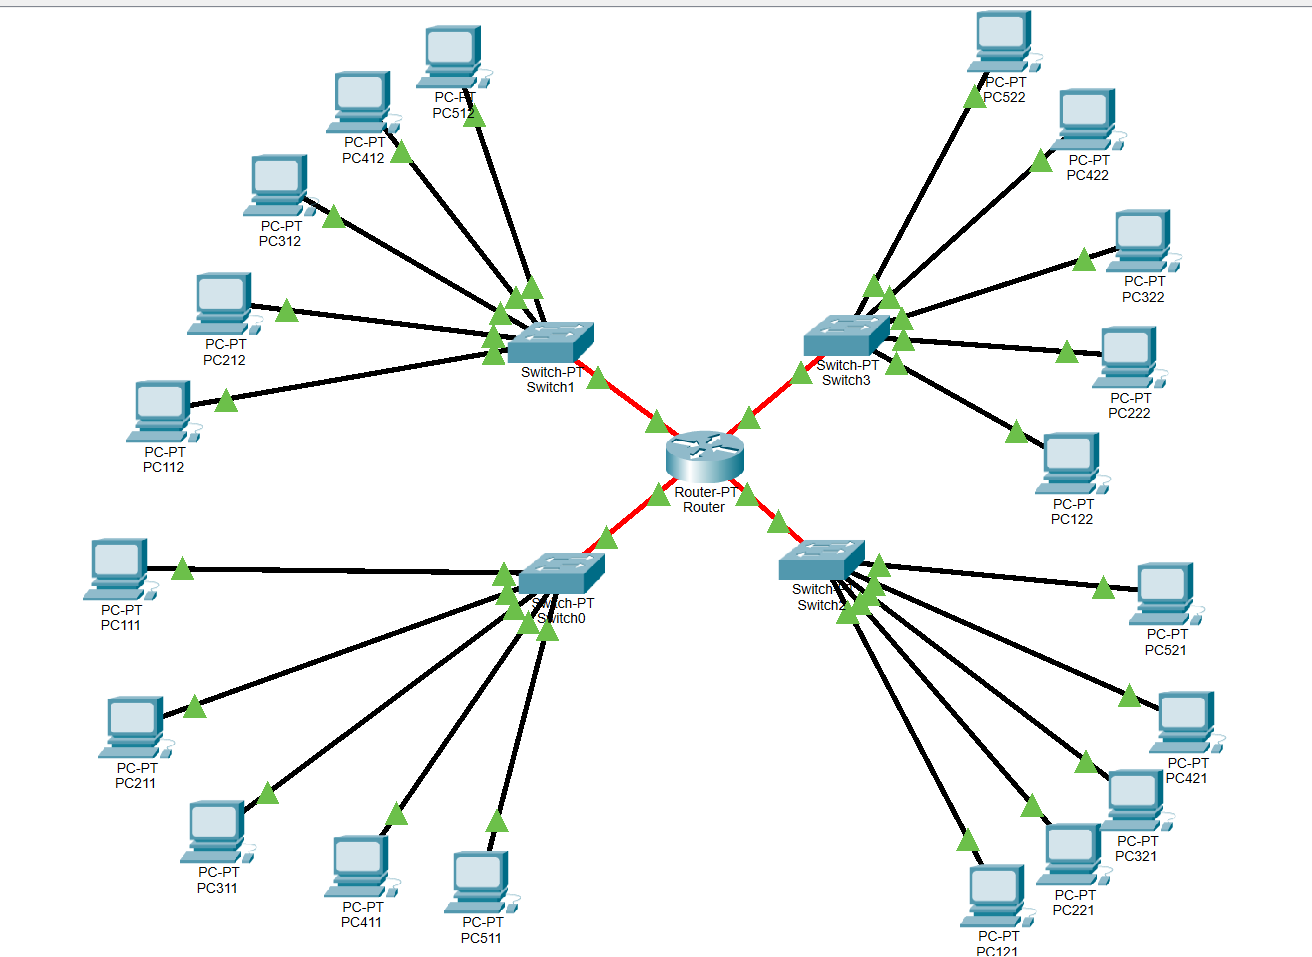 PC-PT
PC512
PC-PT
PC522
PC-PT
PC412
PC-PT
PC422
PC-PT
PC312
PC-PT
PC322
PC-PT
PC212
PC-PT
PC222
Switch-PT
Switch1
Switch-PT
Switch3
PC-PT
PC112
PC-PT
PC122
Router-PT
Router
PC-PT
PC111
Switch-PT
Switch0
Switch-PT
Switch2
PC-PT
PC521
PC-PT
PC211
PC-PT
PC421
PC-PT
PC311
PC-PT
PC321
PC-PT
PC411
PC-PT
PC221
PC-PT
PC511
PC-PT
PC121